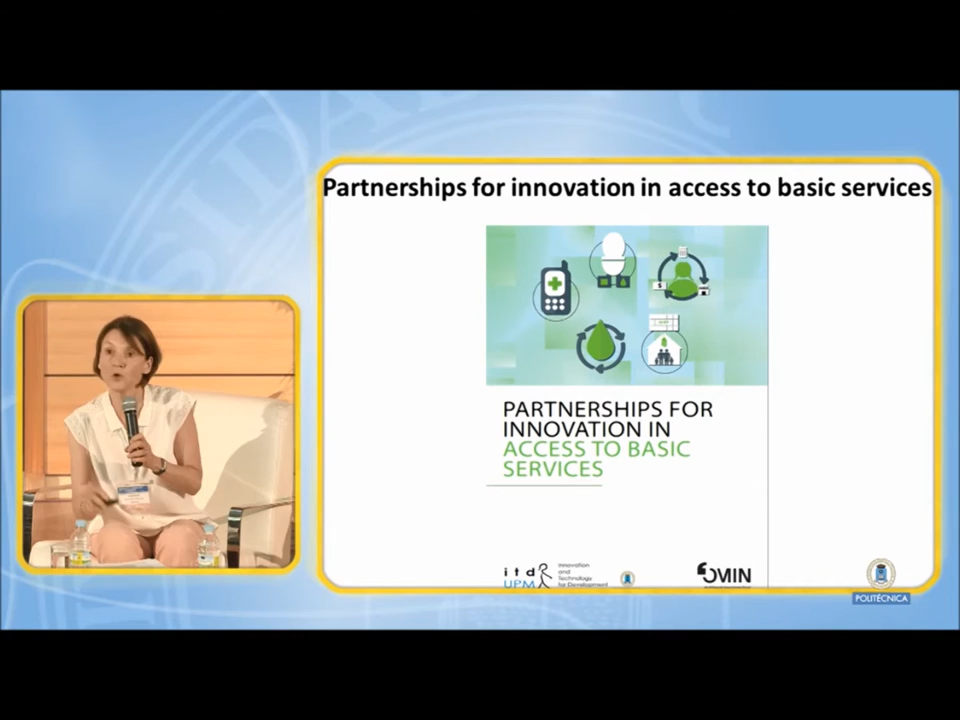 Partnerships for innovation in access to basic services
PARTNERSHIPS FOR
INNOVATION IN
ACCESS TO BASIC
SERVICES
itd
UPM
Innovation
and
Technology
for Development
OMIN
POLITÉCNICA